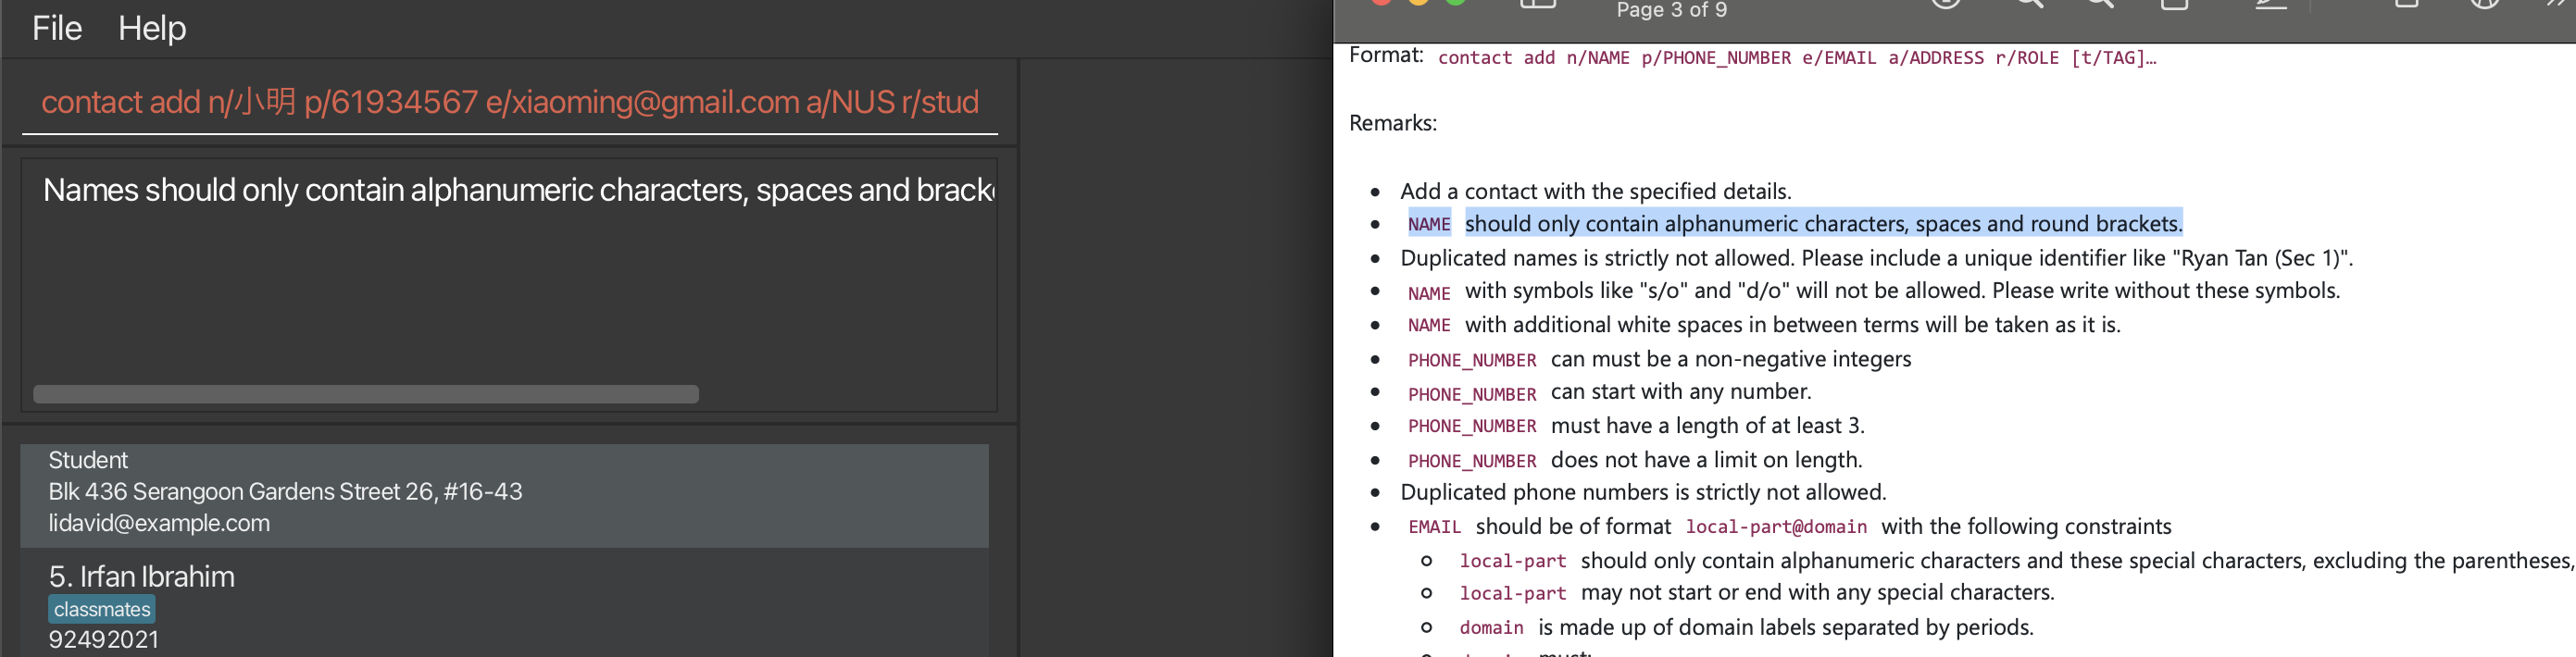 File Help
contact add n/小明 p/61934567 e/xiaoming@gmail.com a/NUS r/stud
Names should only contain alphanumeric characters, spaces and brack
Student
Blk 436 Serangoon Gardens Street 26, #16-43
lidavid@example.com
5. Irfan Ibrahim
classmates
92492021
Page 3 of 9
Format: contact add n/NAME p/PHONE_NUMBER e/EMAIL a/ADDRESS r/ROLE [t/TAG]…
Remarks:
• Add a contact with the specified details.
• NAME should only contain alphanumeric characters, spaces and round brackets.
• Duplicated names is strictly not allowed. Please include a unique identifier like "Ryan Tan (Sec 1)".
• NAME with symbols like "s/o" and "d/o" will not be allowed. Please write without these symbols.
• NAME with additional white spaces in between terms will be taken as it is.
• PHONE_NUMBER can must be a non-negative integers
• PHONE_NUMBER can start with any number.
• PHONE_NUMBER must have a length of at least 3.
• PHONE_NUMBER does not have a limit on length.
• Duplicated phone numbers is strictly not allowed.
• EMAIL should be of format local-part@domain with the following constraints
local-part should only contain alphanumeric characters and these special characters, excluding the parentheses,
local-part may not start or end with any special characters.
domain is made up of domain labels separated by periods.